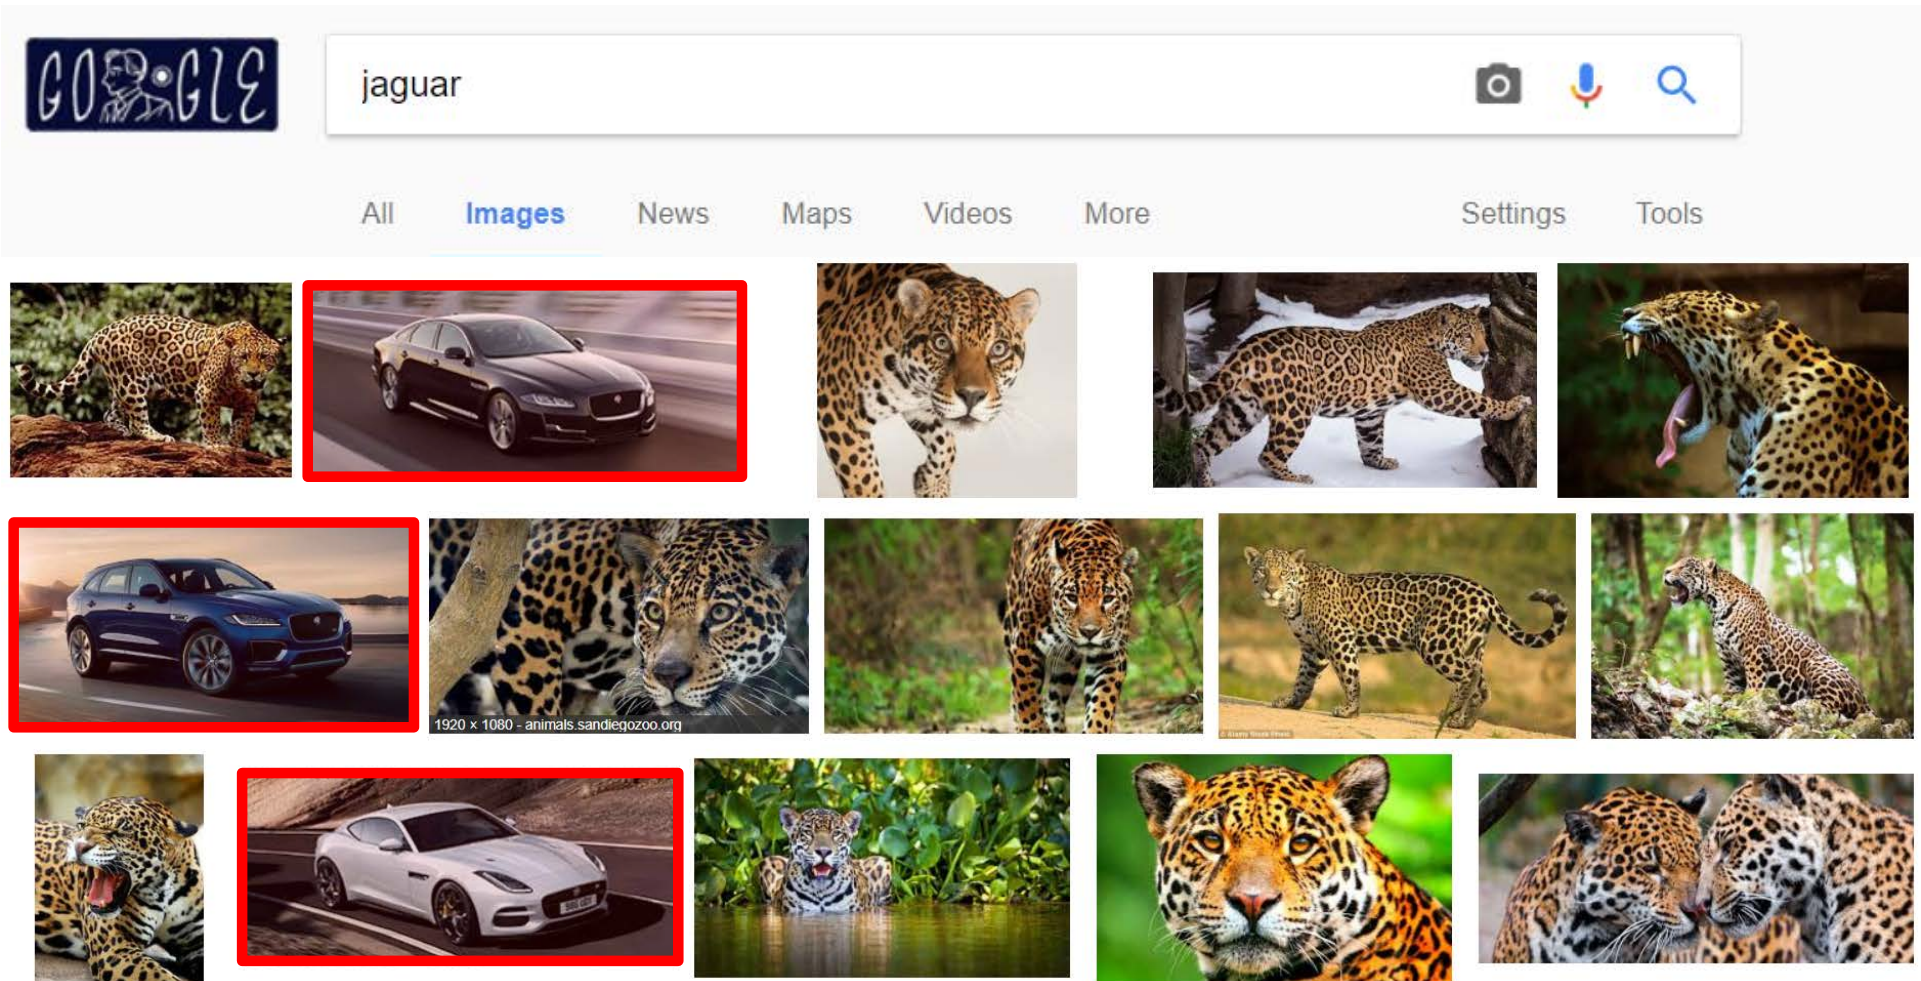 GOOGLE
jaguar
All Images News Maps Videos More Settings Tools
1920 × 1080 - animals.sandiegozoo.org